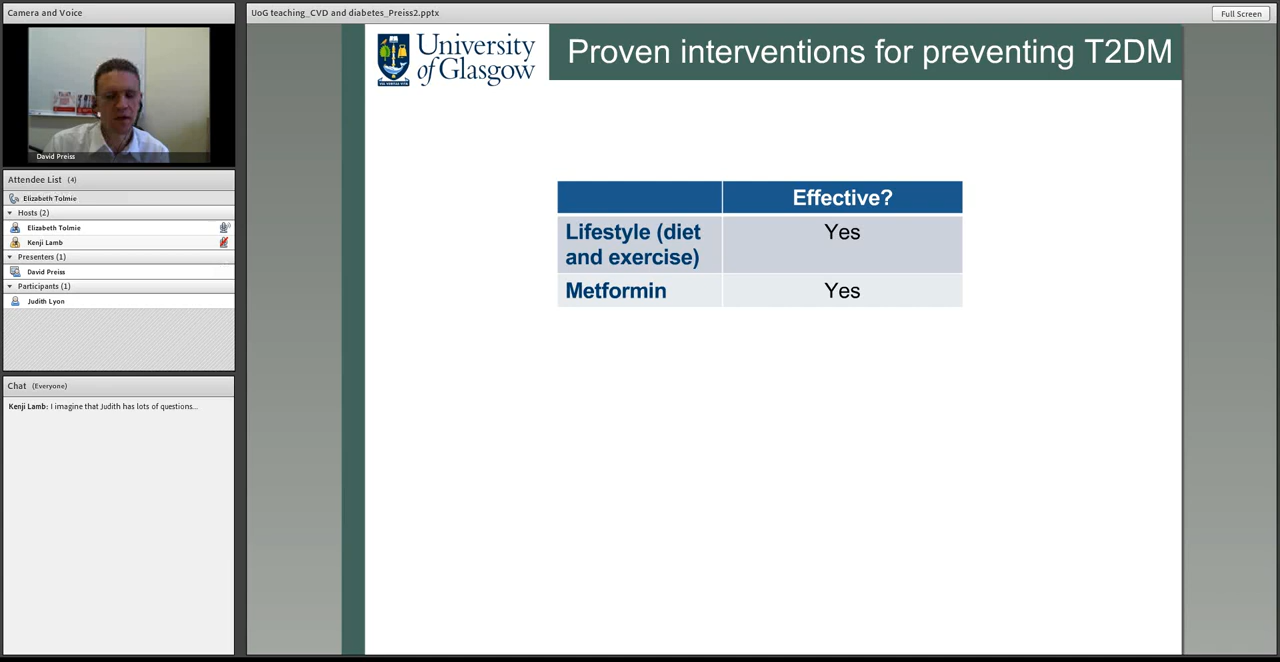 Camera and Voice
David Preiss
Attendee List (4)
Elizabeth Tolmie
Hosts (2)
Elizabeth Tolmie
Kenji Lamb
Presenters (1)
David Preiss
Participants (1)
Judith Lyon
Chat (Everyone)
Kenji Lamb: I imagine that Judith has lots of questions...
UoG teaching_CVD and diabetes_Preiss2.pptx
Full Screen
University
of Glasgow
Proven interventions for preventing T2DM
Effective?
Lifestyle (diet
and exercise)
Yes
Metformin
Yes